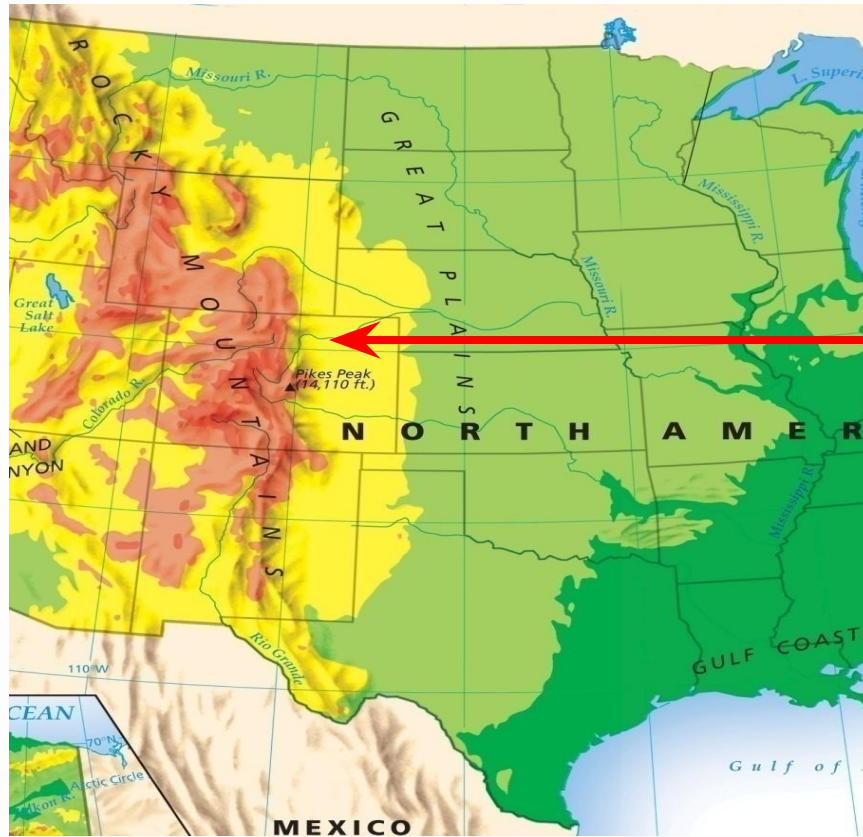 ROCKY MOUNTAINS
Missouri R.
L. Superi
GREAT PLAINS
Mississippi R.
Missouri R.
Great
Salt
Lake
Pikes Peak
(14,110 ft.)
Colorado R.
NORTH AMER
AND
NYON
Mississippi R.
Rio Grande
GULF COAST
110°W
CEAN
70°N
Arctic Circle
ukon R.
Gulf of
MEXICO